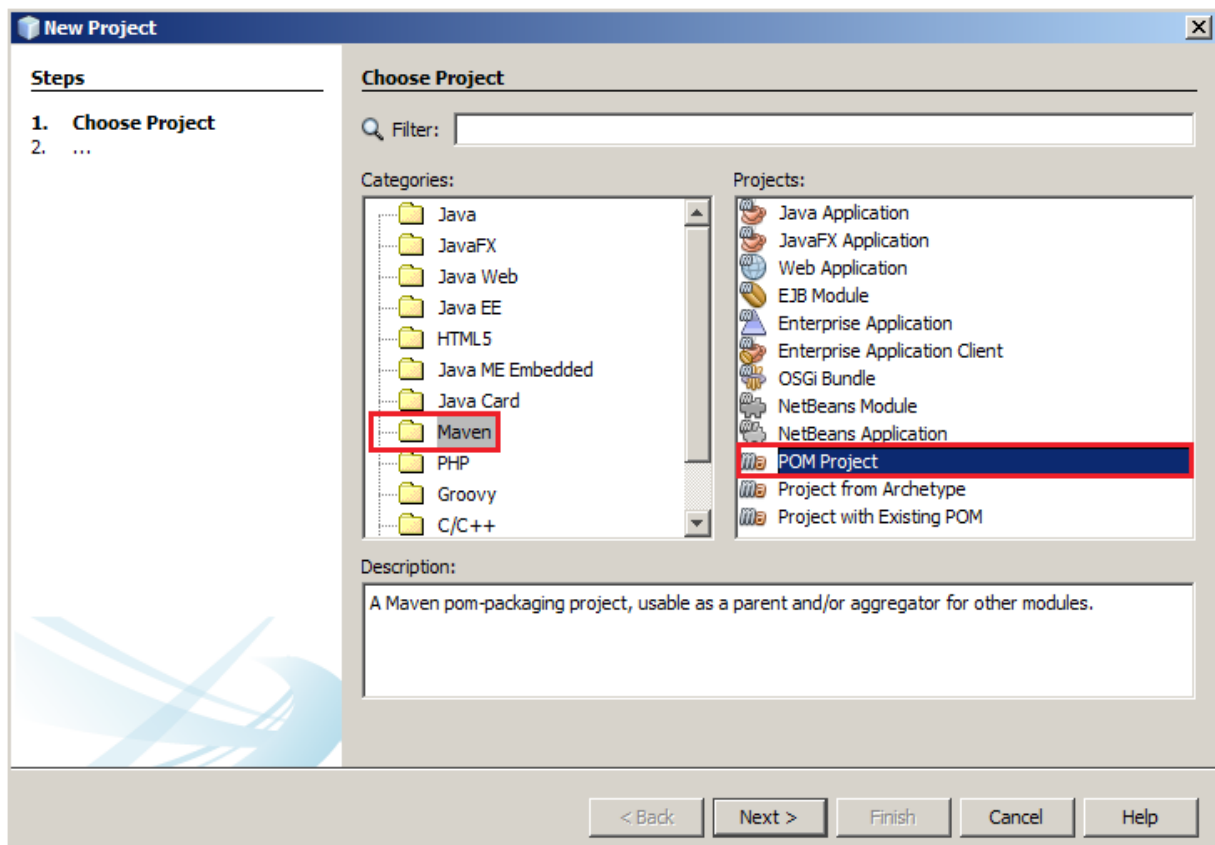 New Project
Steps
1. Choose Project
2. ...
Choose Project
Filter:
Categories:
Java
JavaFX
Java Web
Java EE
HTML5
Java ME Embedded
Java Card
Maven
PHP
Groovy
C/C++
Projects:
Java Application
JavaFX Application
Web Application
EJB Module
Enterprise Application
Enterprise Application Client
OSGi Bundle
NetBeans Module
NetBeans Application
POM Project
Project from Archetype
Project with Existing POM
Description:
A Maven pom-packaging project, usable as a parent and/or aggregator for other modules.
< Back Next > Finish Cancel Help